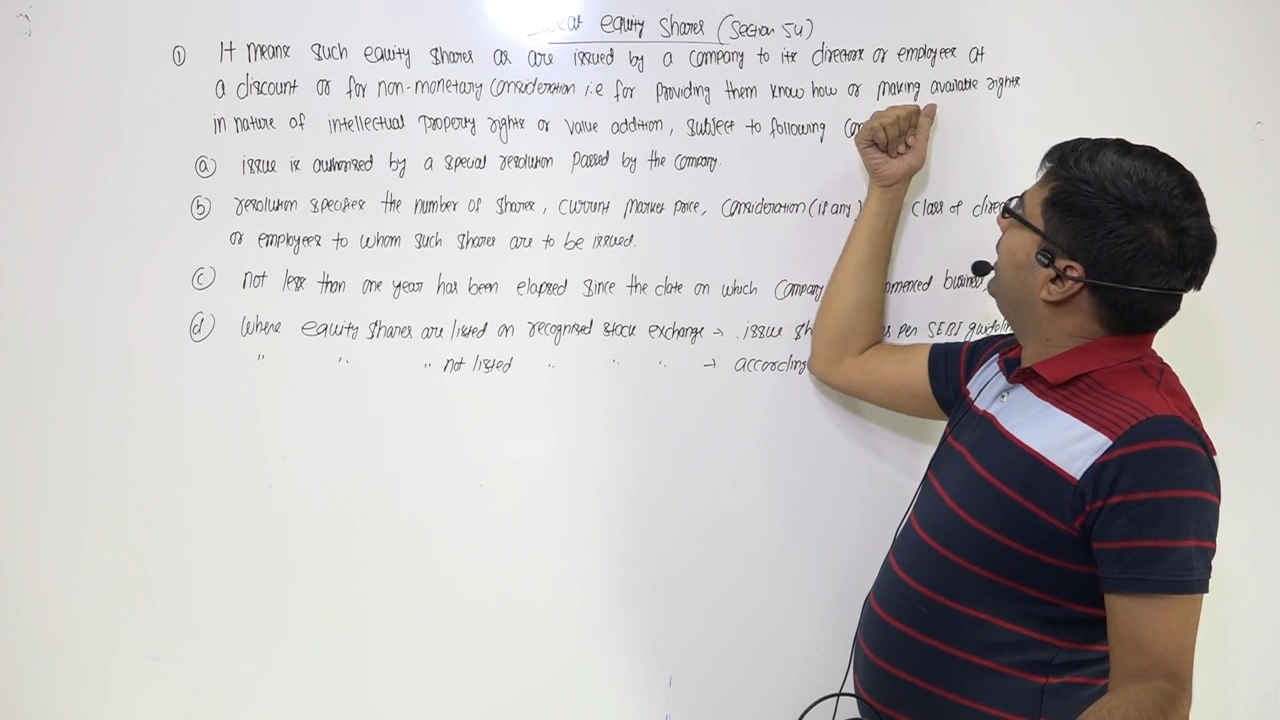 equity shares (Section 54)
① It means such equity shares as are issued by a company to its directors or employees at
a discount or for non-monetary consideration i.e for providing them know how or making available rights
in nature of intellectual property rights or value addition, subject to following
ⓐ issue is authorised by a special resolution passed by the company.
ⓑ resolution specifies the number of shares, current market price, consideration (if any) class of
or employees to whom such shares are to be issued.
ⓒ not less than one year has been elapsed since the date on which company business
ⓓ where equity shares are listed on recognised stock exchange → issue as per SEBI
" " " not listed " " " →